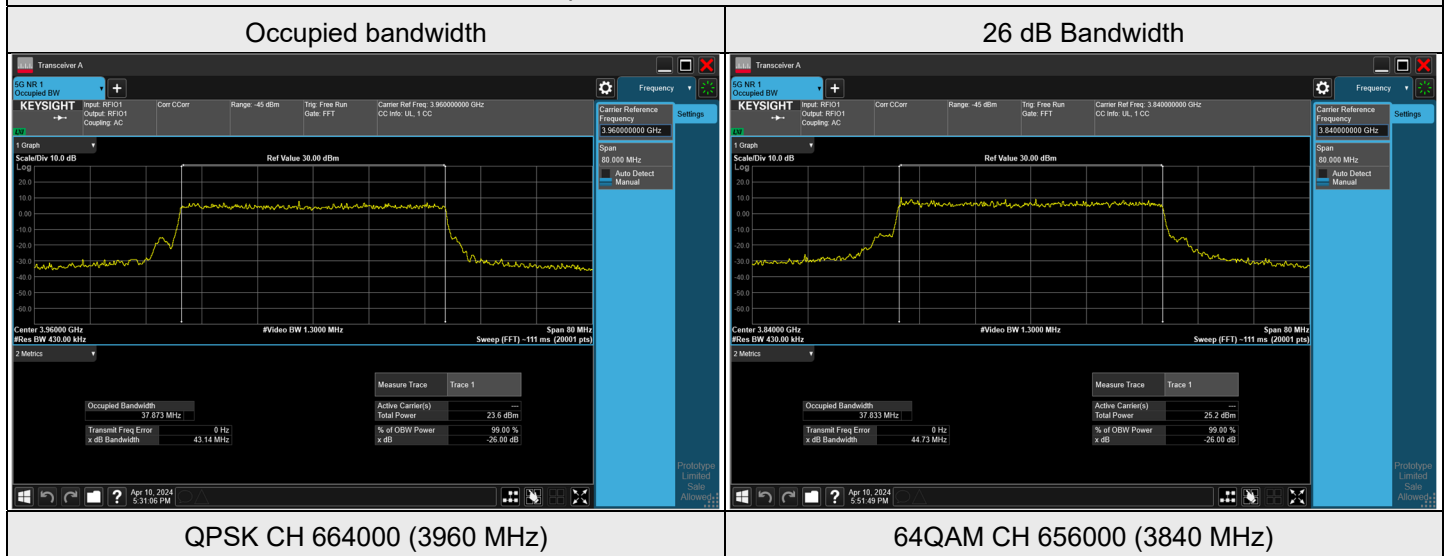 Occupied bandwidth
26 dB Bandwidth
Transceiver A
5G NR 1
Occupied BW
+
Frequency
KEYSIGHT
Input: RFIO1
Output: RFIO1
Coupling: AC
Corr CCorr
Range: -45 dBm
Trig: Free Run
Gate: FFT
Carrier Ref Freq: 3.960000000 GHz
CC Info: UL, 1 CC
LXI
Carrier Reference
Frequency
3.960000000 GHz
Settings
Span
80.000 MHz
Auto Detect
Manual
1 Graph
Scale/Div 10.0 dB
Ref Value 30.00 dBm
Log
20.0
10.0
0.00
-10.0
-20.0
-30.0
-40.0
-50.0
-60.0
Center 3.96000 GHz
#Video BW 1.3000 MHz
Span 80 MHz
#Res BW 430.00 kHz
Sweep (FFT) ~111 ms (20001 pts)
2 Metrics
Measure Trace Trace 1
Occupied Bandwidth
37.873 MHz
Active Carrier(s) ---
Total Power 23.6 dBm
Transmit Freq Error 0 Hz
x dB Bandwidth 43.14 MHz
% of OBW Power 99.00 %
x dB -26.00 dB
Prototype
Limited
Sale
Allowed
?
Apr 10, 2024
5:31:06 PM
Transceiver A
5G NR 1
Occupied BW
+
Frequency
KEYSIGHT
Input: RFIO1
Output: RFIO1
Coupling: AC
Corr CCorr
Range: -45 dBm
Trig: Free Run
Gate: FFT
Carrier Ref Freq: 3.840000000 GHz
CC Info: UL, 1 CC
LXI
Carrier Reference
Frequency
3.840000000 GHz
Settings
Span
80.000 MHz
Auto Detect
Manual
1 Graph
Scale/Div 10.0 dB
Ref Value 30.00 dBm
Log
20.0
10.0
0.00
-10.0
-20.0
-30.0
-40.0
-50.0
-60.0
Center 3.84000 GHz
#Video BW 1.3000 MHz
Span 80 MHz
#Res BW 430.00 kHz
Sweep (FFT) ~111 ms (20001 pts)
2 Metrics
Measure Trace Trace 1
Occupied Bandwidth
37.833 MHz
Active Carrier(s) ---
Total Power 25.2 dBm
Transmit Freq Error 0 Hz
x dB Bandwidth 44.73 MHz
% of OBW Power 99.00 %
x dB -26.00 dB
Prototype
Limited
Sale
Allowed
?
Apr 10, 2024
5:51:49 PM
QPSK CH 664000 (3960 MHz)
64QAM CH 656000 (3840 MHz)